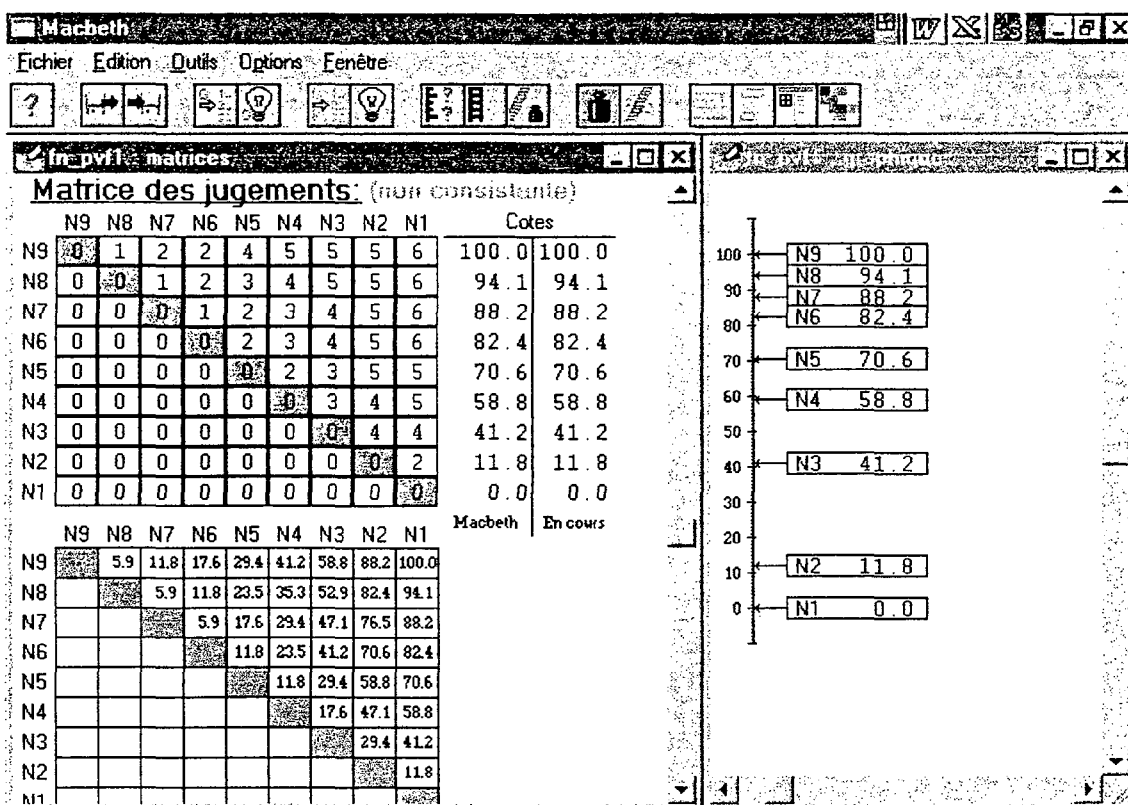 Macbeth
Fichier Edition Outils Options Fenêtre
?
fn_pvf1 - matrices
Matrice des jugements: (non consistante)
N9 N8 N7 N6 N5 N4 N3 N2 N1 Cotes
N9 0 1 2 2 4 5 5 5 6 100.0 100.0
N8 0 0 1 2 3 4 5 5 6 94.1 94.1
N7 0 0 0 1 2 3 4 5 6 88.2 88.2
N6 0 0 0 0 2 3 4 5 6 82.4 82.4
N5 0 0 0 0 0 2 3 5 5 70.6 70.6
N4 0 0 0 0 0 0 3 4 5 58.8 58.8
N3 0 0 0 0 0 0 0 4 4 41.2 41.2
N2 0 0 0 0 0 0 0 0 2 11.8 11.8
N1 0 0 0 0 0 0 0 0 0 0.0 0.0
Macbeth En cours
N9 N8 N7 N6 N5 N4 N3 N2 N1
N9 5.9 11.8 17.6 29.4 41.2 58.8 88.2 100.0
N8 5.9 11.8 23.5 35.3 52.9 82.4 94.1
N7 5.9 17.6 29.4 47.1 76.5 88.2
N6 11.8 23.5 41.2 70.6 82.4
N5 11.8 29.4 58.8 70.6
N4 17.6 47.1 58.8
N3 29.4 41.2
N2 11.8
N1
100 N9 100.0
N8 94.1
90 N7 88.2
80 N6 82.4
70 N5 70.6
60 N4 58.8
50
40 N3 41.2
30
20
10 N2 11.8
0 N1 0.0